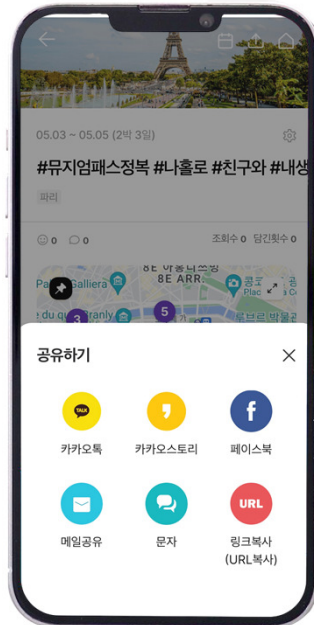 05.03 ~ 05.05 (2박 3일)
#뮤지엄패스정복 #나홀로 #친구와 #내생
파리
0 0 조회수 0 담긴횟수 0
8E ARR.
Galliera
3
5
공유하기
TALK
카카오톡
카카오스토리
f
페이스북
메일공유
문자
URL
링크복사
(URL복사)